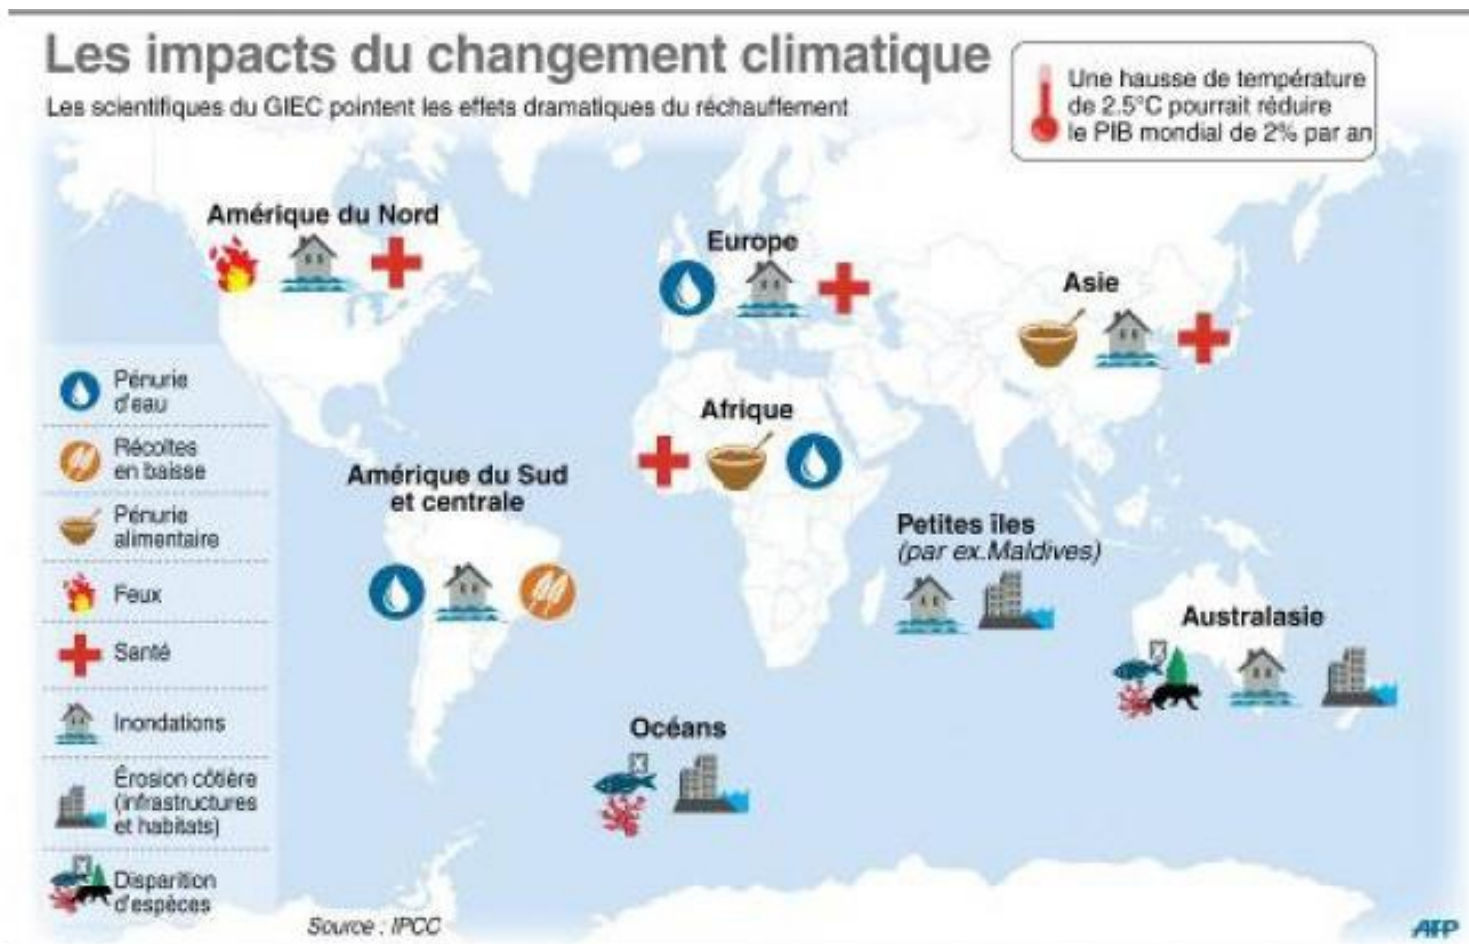 Les impacts du changement climatique
Les scientifiques du GIEC pointent les effets dramatiques du réchauffement
Une hausse de température
de 2.5°C pourrait réduire
le PIB mondial de 2% par an
Amérique du Nord
Europe
Asie
Afrique
Amérique du Sud
et centrale
Petites îles
(par ex.Maldives)
Australasie
Océans
Pénurie
d'eau
Récoltes
en baisse
Pénurie
alimentaire
Feux
Santé
Inondations
Érosion côtière
(infrastructures
et habitats)
Disparition
d'espèces
Source : IPCC
AFP